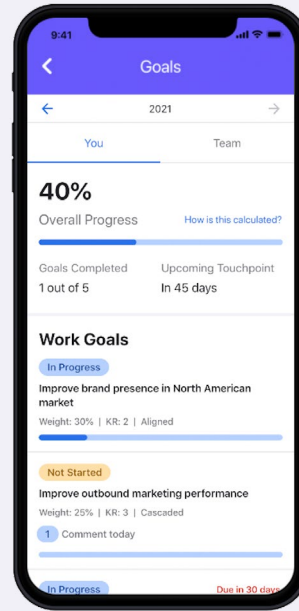 9:41
Goals
2021
You
Team
40%
Overall Progress
How is this calculated?
Goals Completed
Upcoming Touchpoint
1 out of 5
In 45 days
Work Goals
In Progress
Improve brand presence in North American
market
Weight: 30% | KR: 2 | Aligned
Not Started
Improve outbound marketing performance
Weight: 25% | KR: 3 | Cascaded
1 Comment today
In Progress
Due in 30 days